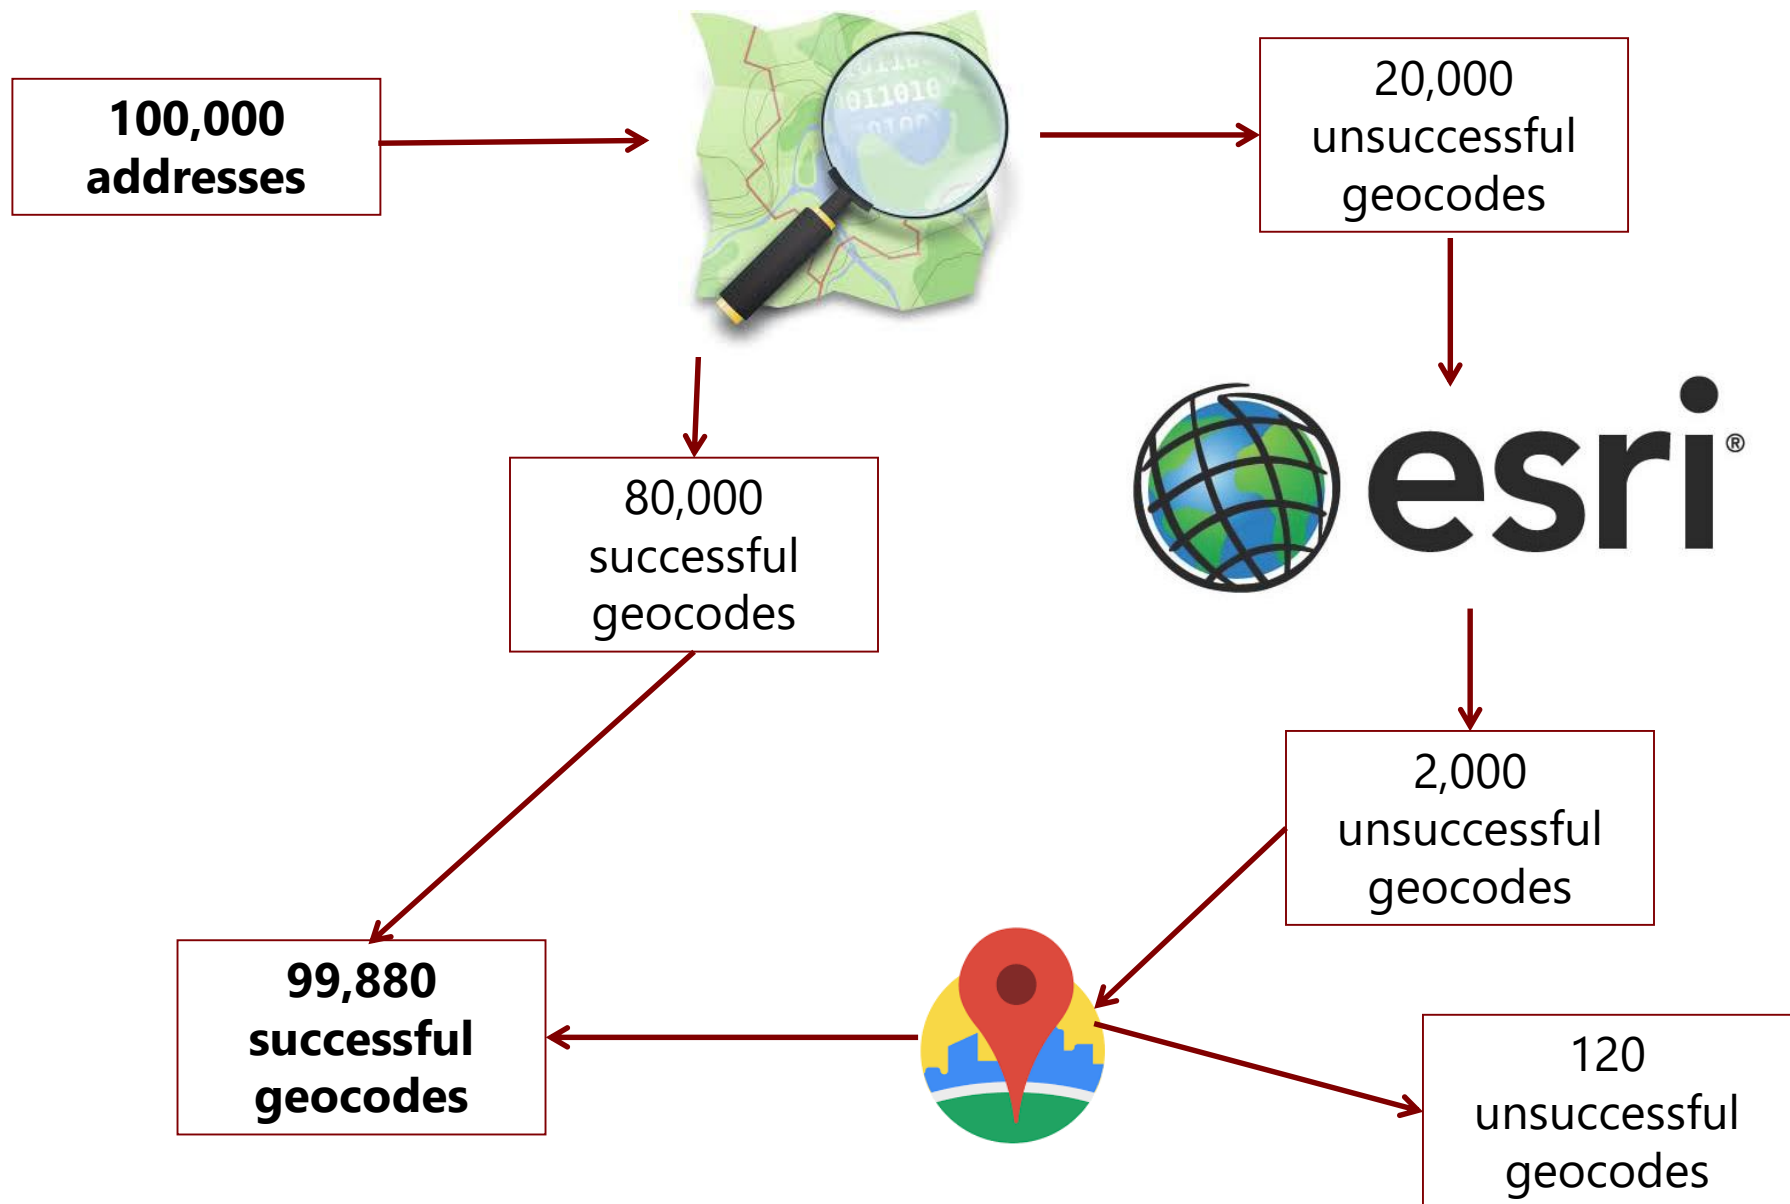 100,000
addresses
20,000
unsuccessful
geocodes
011010
80,000
successful
geocodes
esri®
2,000
unsuccessful
geocodes
99,880
successful
geocodes
120
unsuccessful
geocodes